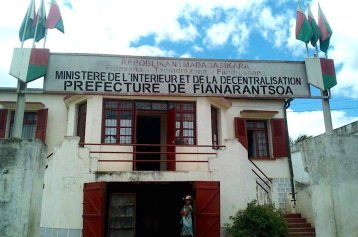 REPOBLIKAN'I MADAGASIKARA
MINISTERE DE L'INTERIEUR ET DE LA DECENTRALISATION
PREFECTURE DE FIANARANTSOA